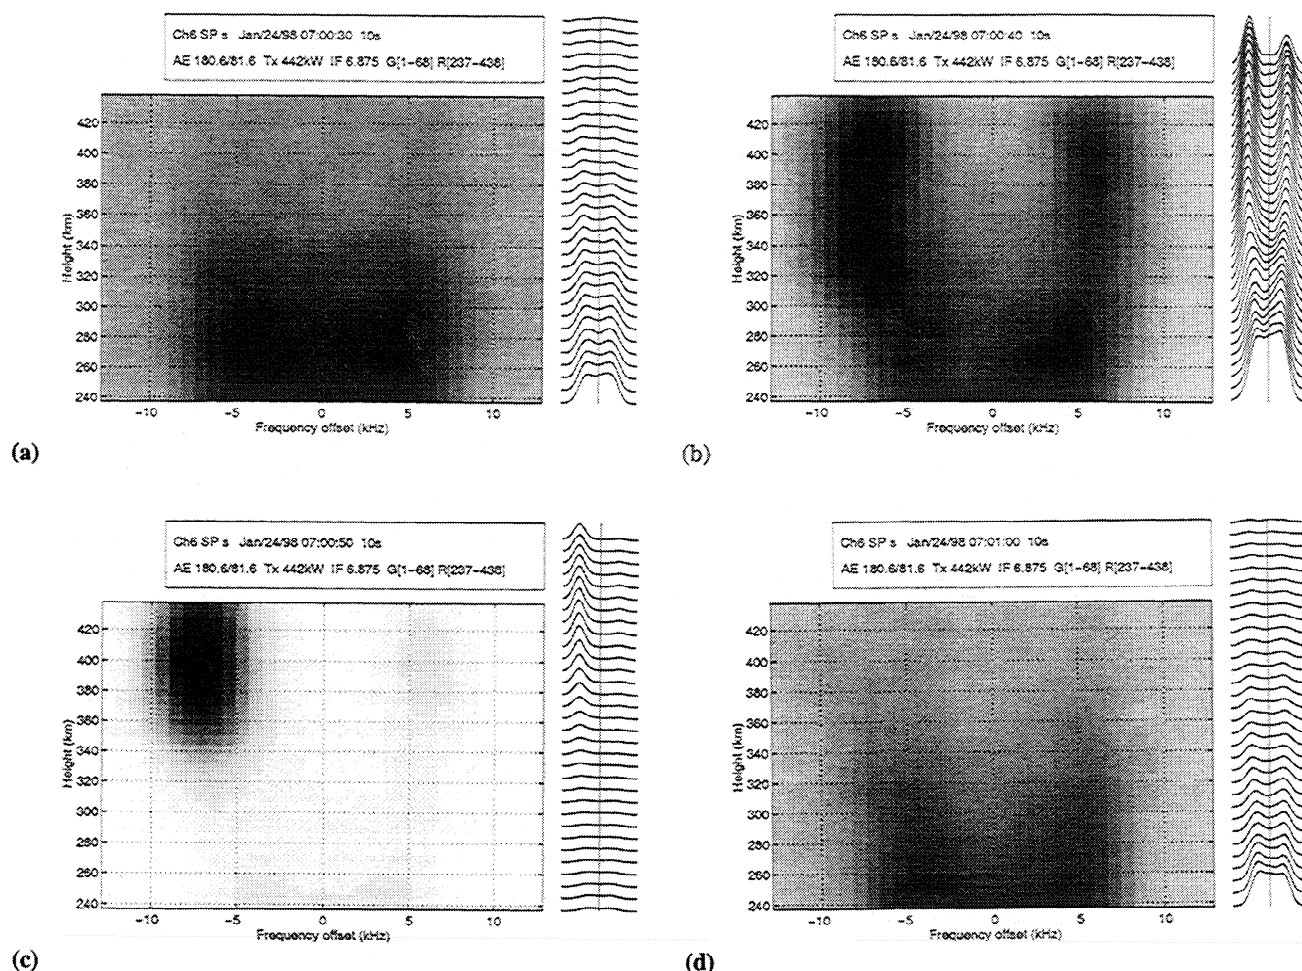 Ch6 SP s Jan/24/98 07:00:30 10s
AE 180.6/81.6 Tx 442kW IF 6.875 G[1-68] R[237-438]
420
400
380
360
340
320
300
280
260
240
Height (km)
-10 -5 0 5 10
Frequency offset (kHz)
(a)
Ch6 SP s Jan/24/98 07:00:40 10s
AE 180.6/81.6 Tx 442kW IF 6.875 G[1-68] R[237-438]
420
400
380
360
340
320
300
280
260
240
Height (km)
-10 -5 0 5 10
Frequency offset (kHz)
(b)
Ch6 SP s Jan/24/98 07:00:50 10s
AE 180.6/81.6 Tx 442kW IF 6.875 G[1-68] R[237-438]
420
400
380
360
340
320
300
280
260
240
Height (km)
-10 -5 0 5 10
Frequency offset (kHz)
(c)
Ch6 SP s Jan/24/98 07:01:00 10s
AE 180.6/81.6 Tx 442kW IF 6.875 G[1-68] R[237-438]
420
400
380
360
340
320
300
280
260
240
Height (km)
-10 -5 0 5 10
Frequency offset (kHz)
(d)